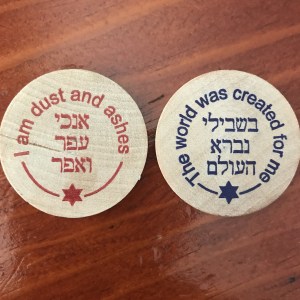 I am dust and ashes
אנכי
עפר
ואפר
The world was created for me
בשבילי
נברא
העולם